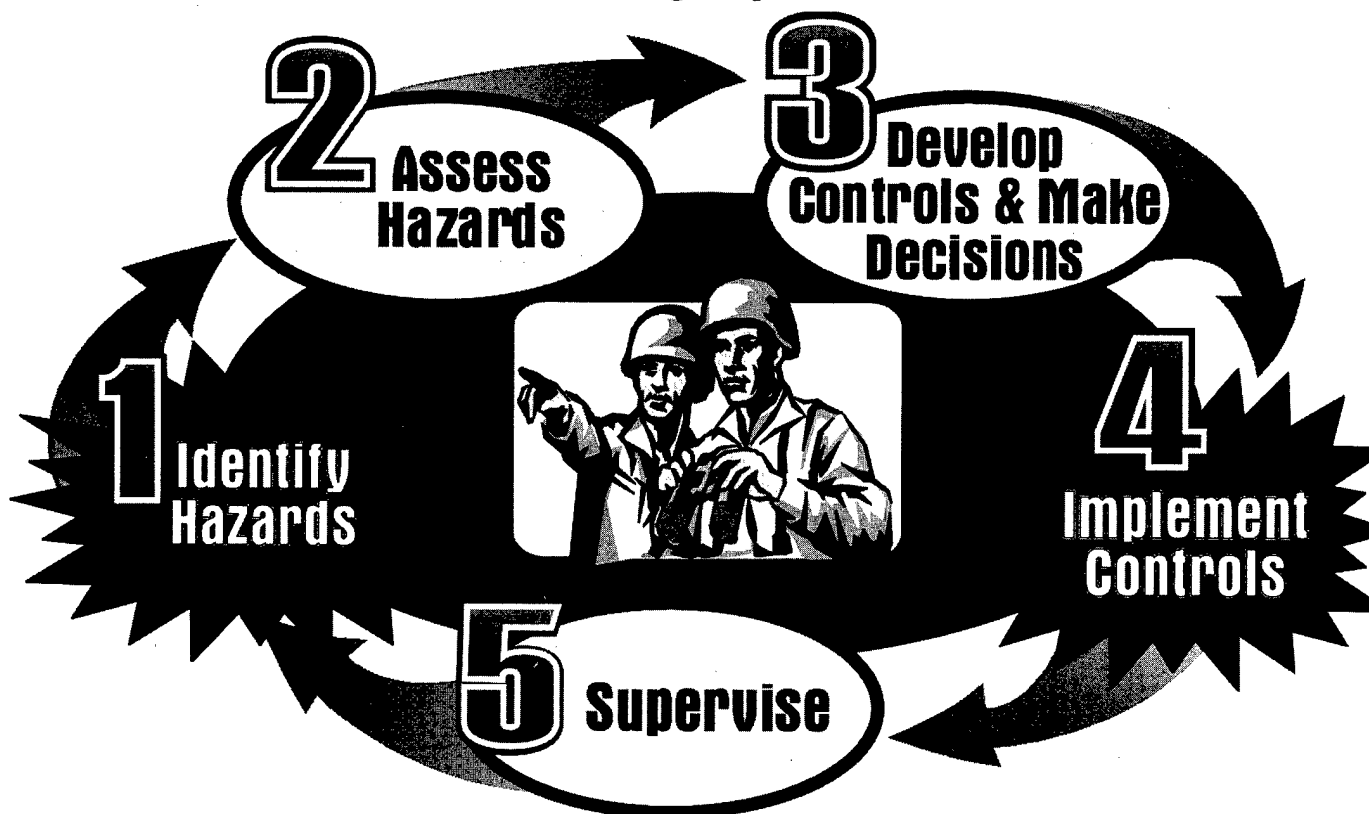 1
Identify
Hazards
2
Assess
Hazards
3
Develop
Controls & Make
Decisions
4
Implement
Controls
5
Supervise